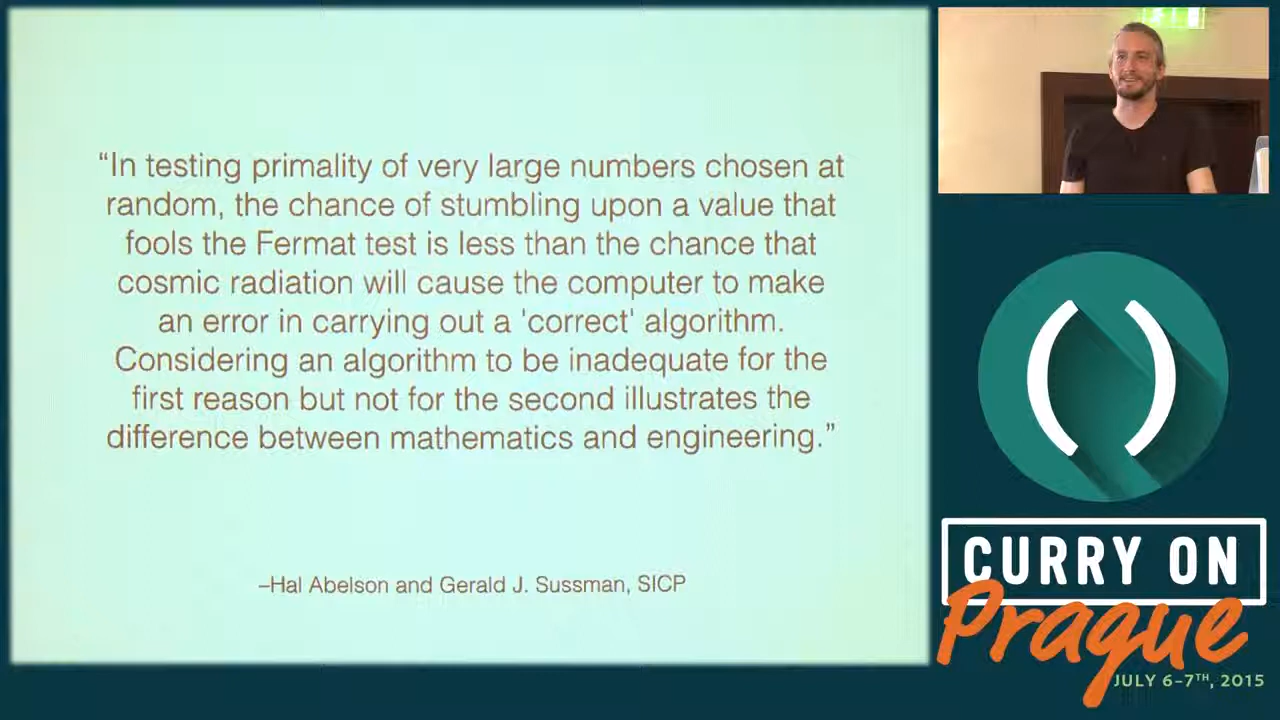 “In testing primality of very large numbers chosen at
random, the chance of stumbling upon a value that
fools the Fermat test is less than the chance that
cosmic radiation will cause the computer to make
an error in carrying out a 'correct' algorithm.
Considering an algorithm to be inadequate for the
first reason but not for the second illustrates the
difference between mathematics and engineering.”
–Hal Abelson and Gerald J. Sussman, SICP
( )
CURRY ON
Prague
JULY 6-7TH, 2015